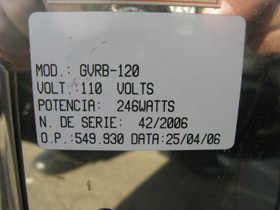 MOD.: GVRB-120
VOLT.:110 VOLTS
POTENCIA: 246WATTS
N. DE SERIE: 42/2006
O.P.:549.930 DATA:25/04/06